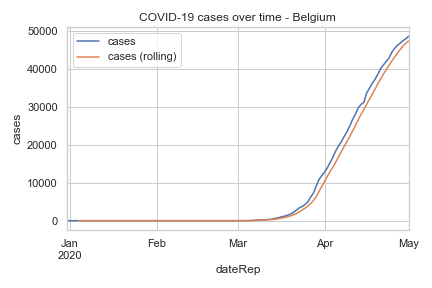 COVID-19 cases over time - Belgium
cases
cases (rolling)
50000
40000
30000
20000
10000
0
cases
Jan Feb Mar Apr May
2020
dateRep